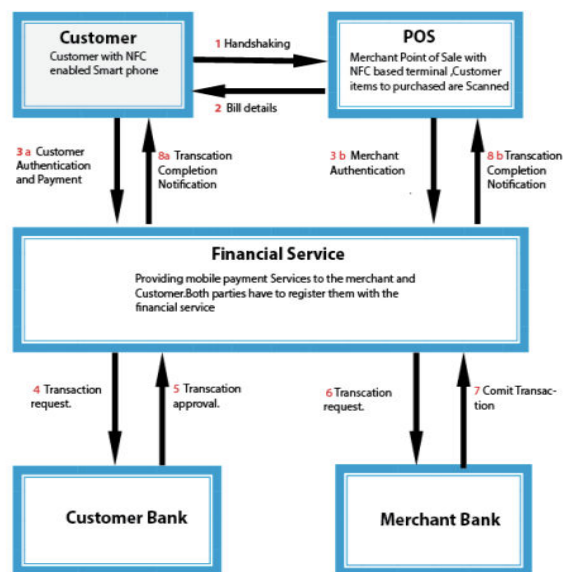 Customer
Customer with NFC
enabled Smart phone
1 Handshaking
POS
Merchant Point of Sale with
NFC based terminal ,Customer
items to purchased are Scanned
2 Bill details
3 a Customer
Authentication
and Payment
8a Transcation
Completion
Notification
3 b Merchant
Authentication
8 b Transcation
Completion
Notification
Financial Service
Providing mobile payment Services to the merchant and
Customer.Both parties have to register them with the
financial service
4 Transaction
request.
5 Transcation
approval.
6 Transcation
request.
7 Comit Transac-
tion
Customer Bank
Merchant Bank